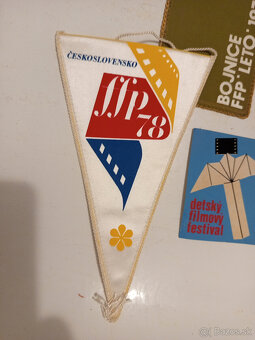 ČESKOSLOVENSKO
ffp
78
BOJNICE
FFP "LETO"
detský
filmový
festival
Bazos.sk